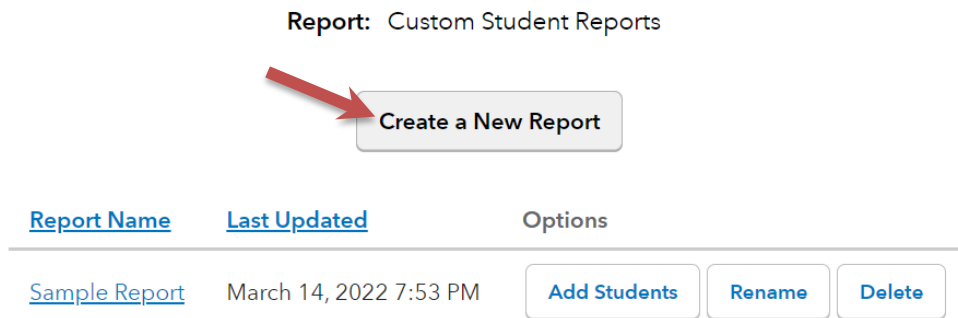 Report: Custom Student Reports
Create a New Report
Report Name Last Updated Options
Sample Report March 14, 2022 7:53 PM Add Students Rename Delete